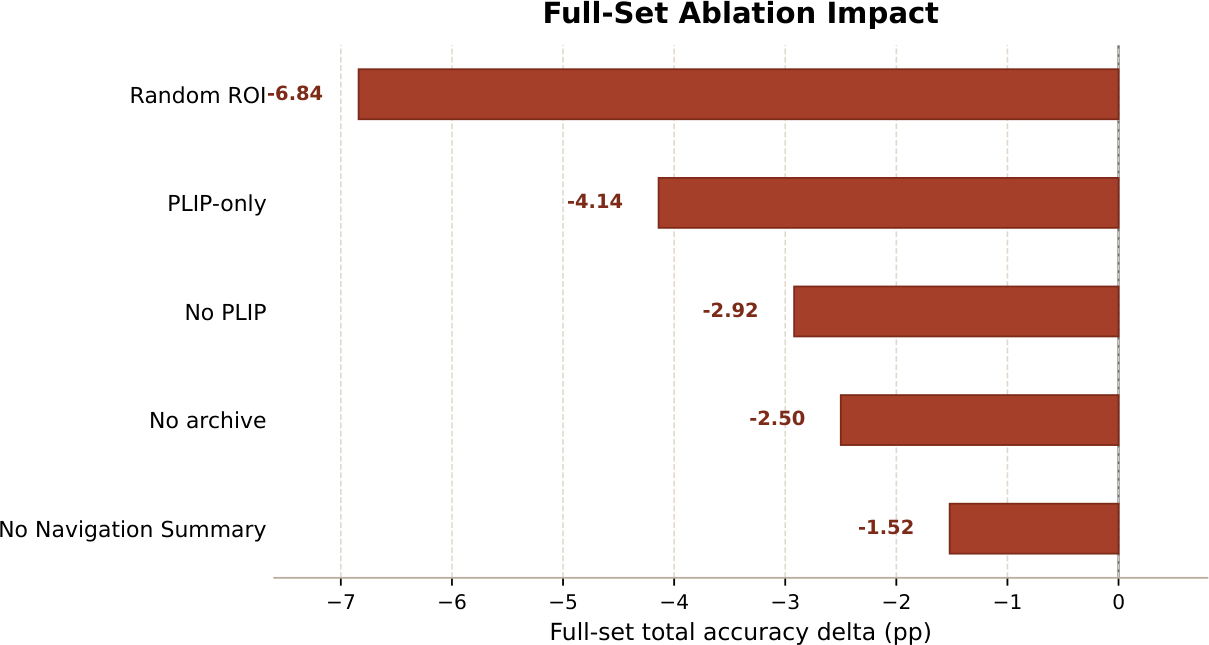 Full-Set Ablation Impact
Random ROI -6.84
PLIP-only -4.14
No PLIP -2.92
No archive -2.50
No Navigation Summary -1.52
−7 −6 −5 −4 −3 −2 −1 0
Full-set total accuracy delta (pp)